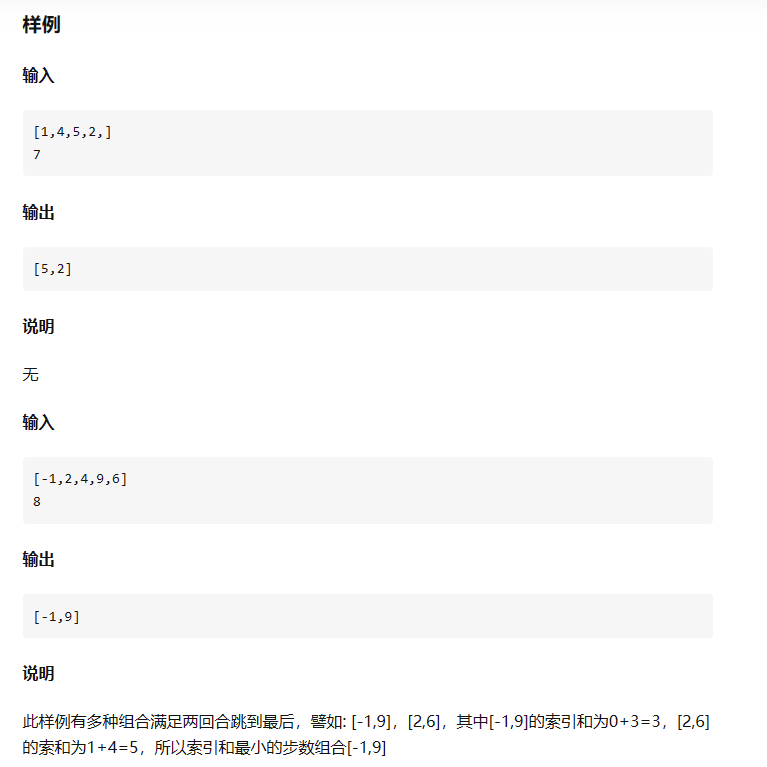 样例
输入
[1,4,5,2,]
7
输出
[5,2]
说明
无
输入
[-1,2,4,9,6]
8
输出
[-1,9]
说明
此样例有多种组合满足两回合跳到最后，譬如: [-1,9]，[2,6]，其中[-1,9]的索引和为0+3=3，[2,6]
的索和为1+4=5，所以索引和最小的步数组合[-1,9]